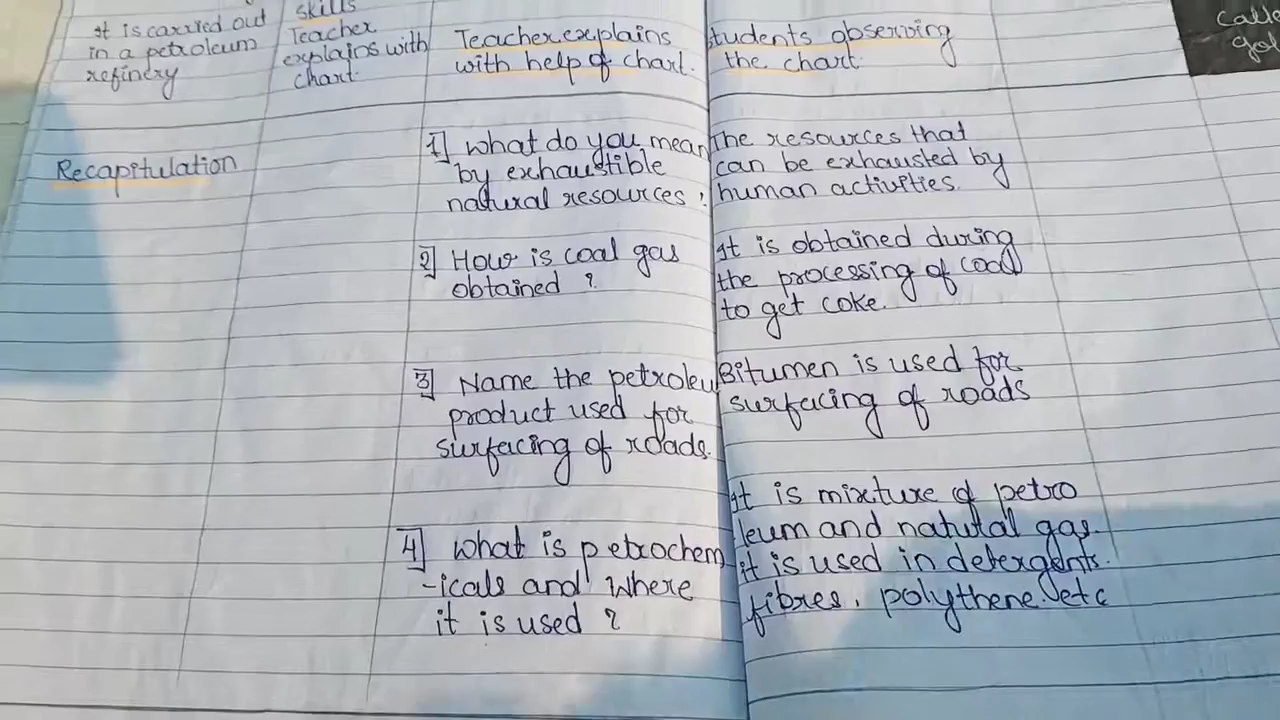 It is carried out
in a petroleum
refinery
skills
Teacher
explains with
chart.
Teacher explains
with help of chart.
Students observing
the chart.
Calle
gol
Recapitulation
1] What do you mean
by exhaustible
natural resources ?
The resources that
can be exhausted by
human activities.
2] How is coal gas
obtained ?
It is obtained during
the processing of coal
to get coke.
3] Name the petroleu
product used for
surfacing of roads.
Bitumen is used for
surfacing of roads
4] What is petrochem
-icals and where
it is used ?
It is mixture of petro
leum and natural gas.
it is used in detergents.
fibres, polythene etc